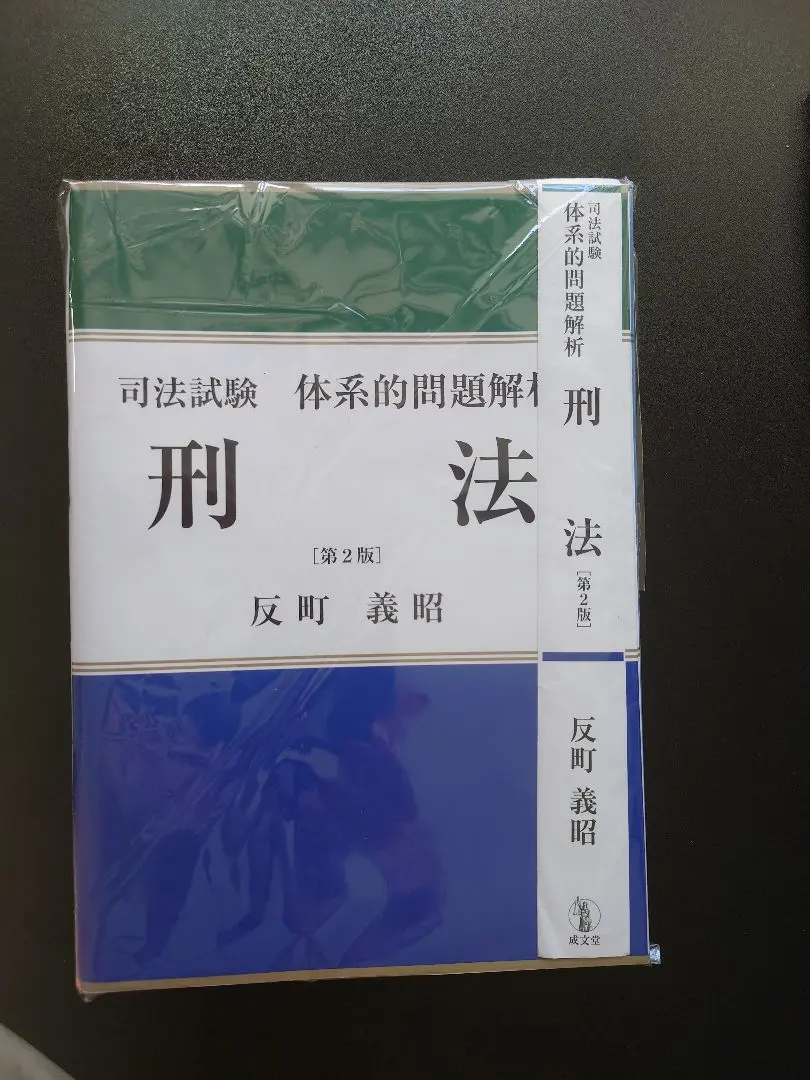 司法試験 体系的問題解析
刑法
[第2版]
反町 義昭
司法試験
体系的問題解析
刑法
[第2版]
反町 義昭
成文堂